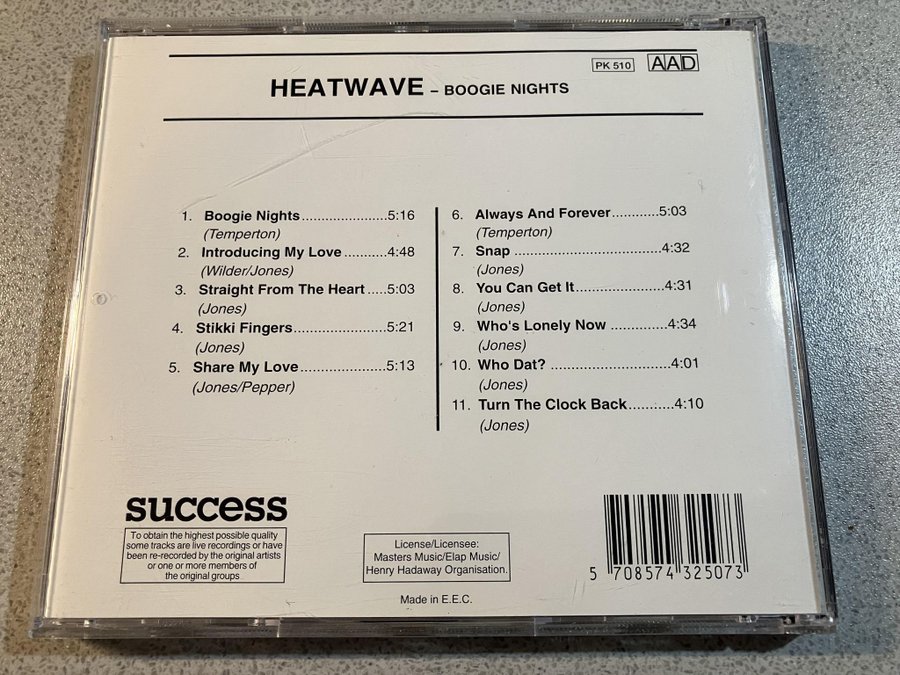 PK 510 AAD
HEATWAVE – BOOGIE NIGHTS
1. Boogie Nights.....................5:16
(Temperton)
2. Introducing My Love ...........4:48
(Wilder/Jones)
3. Straight From The Heart .....5:03
(Jones)
4. Stikki Fingers.......................5:21
(Jones)
5. Share My Love.....................5:13
(Jones/Pepper)
6. Always And Forever............5:03
(Temperton)
7. Snap ....................................4:32
(Jones)
8. You Can Get It......................4:31
(Jones)
9. Who's Lonely Now ..............4:34
(Jones)
10. Who Dat? ............................4:01
(Jones)
11. Turn The Clock Back...........4:10
(Jones)
success
To obtain the highest possible quality
some tracks are live recordings or have
been re-recorded by the original artists
or one or more members of
the original groups
License/Licensee:
Masters Music/Elap Music/
Henry Hadaway Organisation.
Made in E.E.C.
5 708574 325073